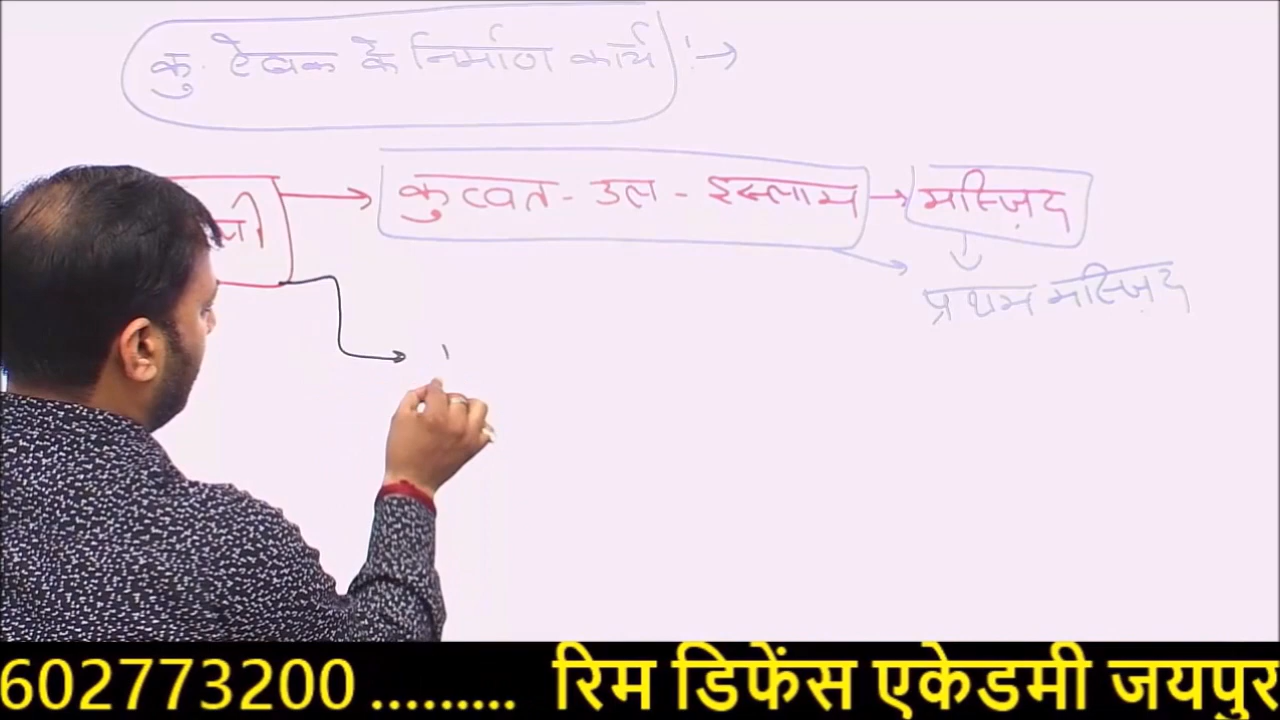 कु. ऐबक के निर्माण कार्य :→
→ कुव्वत-उल-इस्लाम → मस्ज़िद
प्रथम मस्ज़िद
602773200 ......... रिम डिफेंस एकेडमी जयपुर